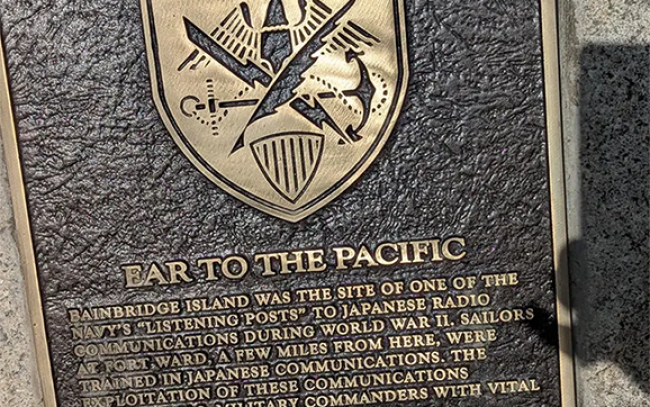 EAR TO THE PACIFIC
BAINBRIDGE ISLAND WAS THE SITE OF ONE OF THE
NAVY'S "LISTENING POSTS" TO JAPANESE RADIO
COMMUNICATIONS DURING WORLD WAR II. SAILORS
AT FORT WARD, A FEW MILES FROM HERE, WERE
TRAINED IN JAPANESE COMMUNICATIONS. THE
EXPLOITATION OF THESE COMMUNICATIONS
MILITARY COMMANDERS WITH VITAL